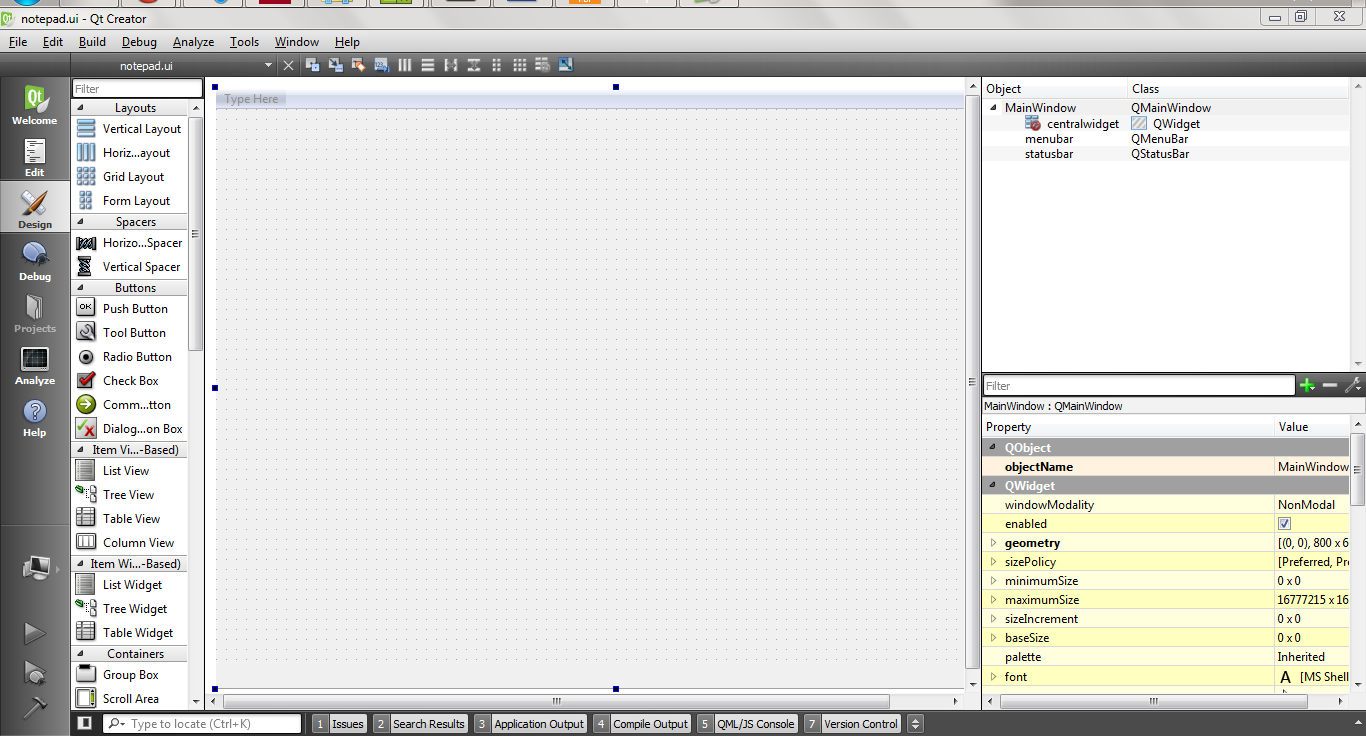 notepad.ui - Qt Creator
File Edit Build Debug Analyze Tools Window Help
notepad.ui
Welcome
Edit
Design
Debug
Projects
Analyze
Help
Filter
Layouts
Vertical Layout
Horiz...ayout
Grid Layout
Form Layout
Spacers
Horizo...Spacer
Vertical Spacer
Buttons
OK Push Button
Tool Button
Radio Button
Check Box
Comm...tton
Dialog...on Box
Item Vi...-Based)
List View
Tree View
Table View
Column View
Item Wi...-Based)
List Widget
Tree Widget
Table Widget
Containers
Group Box
Scroll Area
Type Here
Object Class
MainWindow QMainWindow
centralwidget QWidget
menubar QMenuBar
statusbar QStatusBar
Filter
MainWindow : QMainWindow
Property Value
QObject
objectName MainWindow
QWidget
windowModality NonModal
enabled
geometry [(0, 0), 800 x 6
sizePolicy [Preferred, Pre
minimumSize 0 x 0
maximumSize 16777215 x 16
sizeIncrement 0 x 0
baseSize 0 x 0
palette Inherited
font A [MS Shell
Type to locate (Ctrl+K) 1 Issues 2 Search Results 3 Application Output 4 Compile Output 5 QML/JS Console 7 Version Control